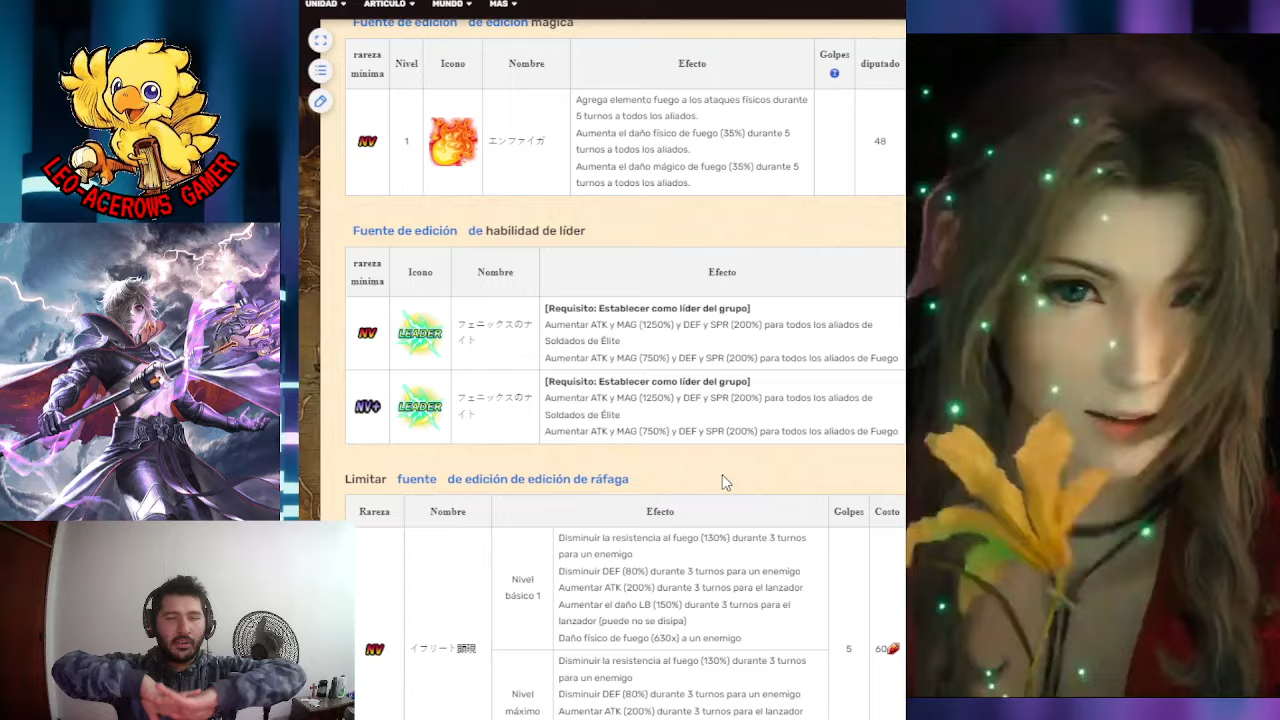 UNIDAD ARTÍCULO MUNDO MÁS
Fuente de edición de edición mágica
rareza mínima Nivel Icono Nombre Efecto Golpes diputado
NV 1 エンファイガ
Agrega elemento fuego a los ataques físicos durante
5 turnos a todos los aliados.
Aumenta el daño físico de fuego (35%) durante 5
turnos a todos los aliados.
Aumenta el daño mágico de fuego (35%) durante 5
turnos a todos los aliados.
48
Fuente de edición de habilidad de líder
rareza mínima Icono Nombre Efecto
NV LEADER フェニックスのナ
イト
[Requisito: Establecer como líder del grupo]
Aumentar ATK y MAG (1250%) y DEF y SPR (200%) para todos los aliados de
Soldados de Élite
Aumentar ATK y MAG (750%) y DEF y SPR (200%) para todos los aliados de Fuego
NV+ LEADER フェニックスのナ
イト
[Requisito: Establecer como líder del grupo]
Aumentar ATK y MAG (1250%) y DEF y SPR (200%) para todos los aliados de
Soldados de Élite
Aumentar ATK y MAG (750%) y DEF y SPR (200%) para todos los aliados de Fuego
Limitar fuente de edición de edición de ráfaga
Rareza Nombre Efecto Golpes Costo
NV イフリート顕現
Nivel
básico 1
Disminuir la resistencia al fuego (130%) durante 3 turnos
para un enemigo
Disminuir DEF (80%) durante 3 turnos para un enemigo
Aumentar ATK (200%) durante 3 turnos para el lanzador
Aumentar el daño LB (150%) durante 3 turnos para el
lanzador (puede no se disipa)
Daño físico de fuego (630x) a un enemigo
5 60
Nivel
máximo
Disminuir la resistencia al fuego (130%) durante 3 turnos
para un enemigo
Disminuir DEF (80%) durante 3 turnos para un enemigo
Aumentar ATK (200%) durante 3 turnos para el lanzador
LEO-ACEROWS GAMER